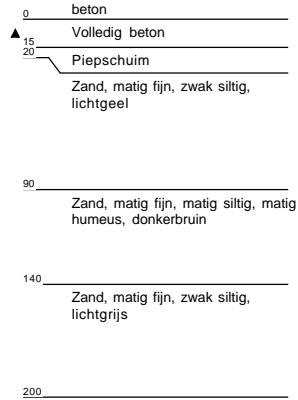 beton
0
Volledig beton
15
20
Piepschuim
Zand, matig fijn, zwak siltig,
lichtgeel
90
Zand, matig fijn, matig siltig, matig
humeus, donkerbruin
140
Zand, matig fijn, zwak siltig,
lichtgrijs
200